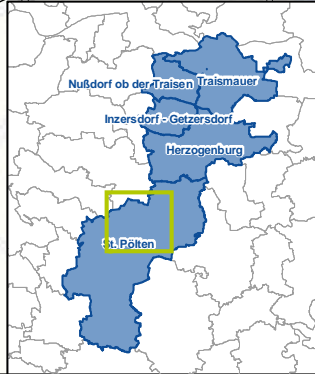 Nußdorf ob der Traisen
Traismauer
Inzersdorf - Getzersdorf
Herzogenburg
St. Pölten